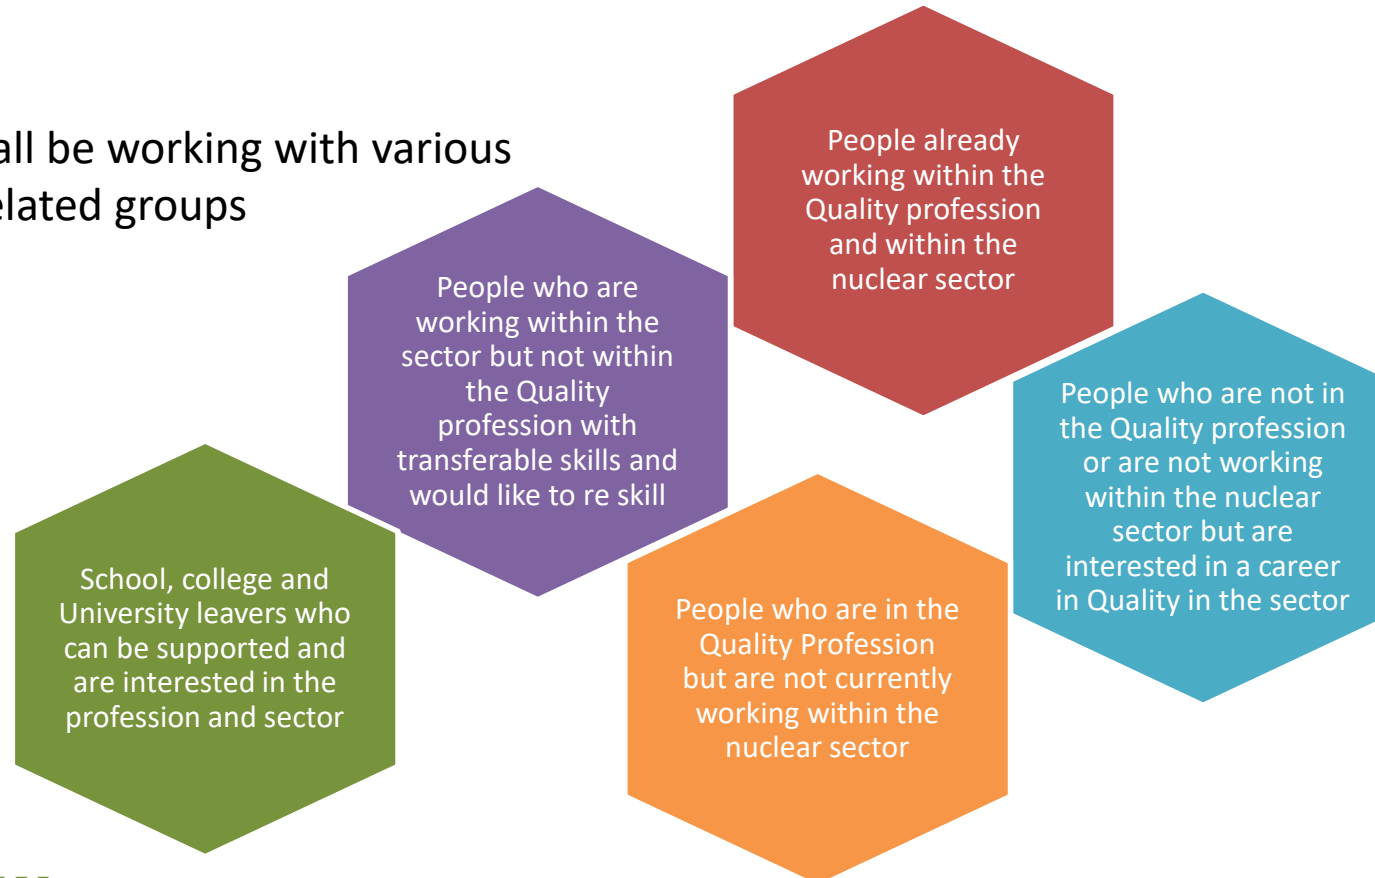 all be working with various
elated groups
People already
working within the
Quality profession
and within the
nuclear sector
People who are
working within the
sector but not within
the Quality
profession with
transferable skills and
would like to re skill
People who are not in
the Quality profession
or are not working
within the nuclear
sector but are
interested in a career
in Quality in the sector
School, college and
University leavers who
can be supported and
are interested in the
profession and sector
People who are in the
Quality Profession
but are not currently
working within the
nuclear sector